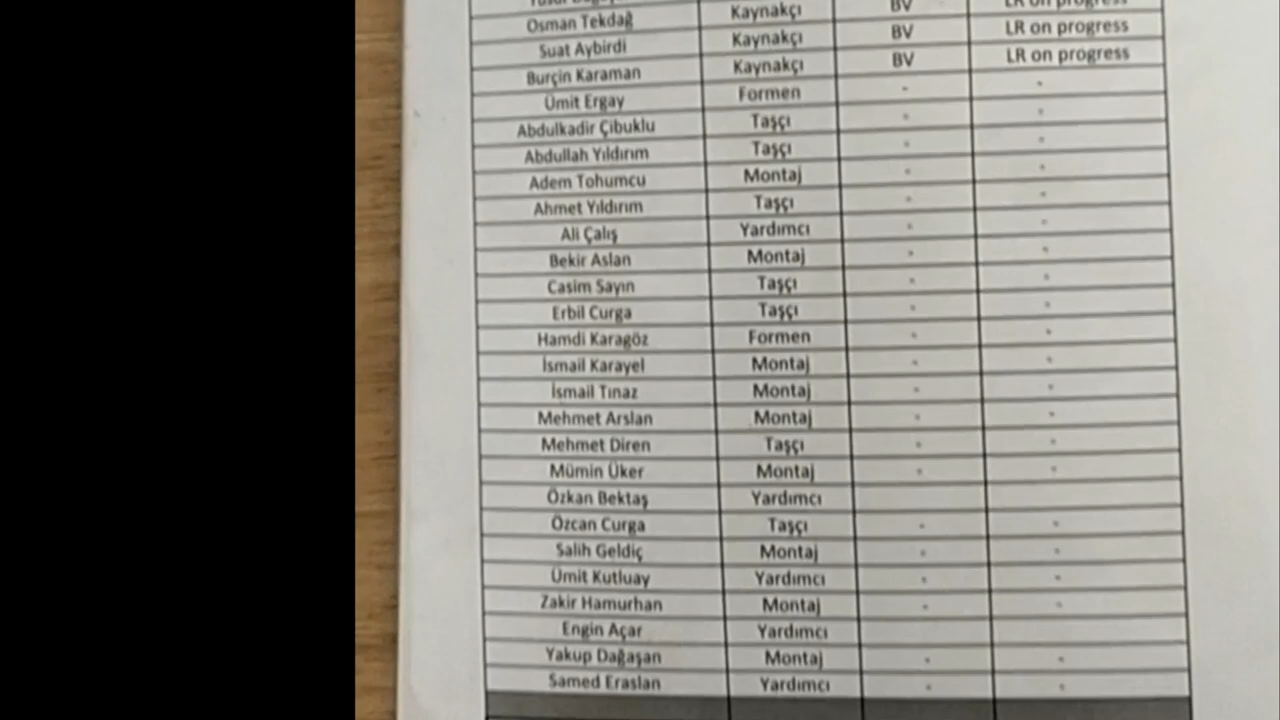 Osman Tekdağ Kaynakçı BV LR on progress
Suat Aybirdi Kaynakçı BV LR on progress
Burçin Karaman Kaynakçı BV LR on progress
Ümit Ergay Formen - -
Abdulkadir Çibuklu Taşçı - -
Abdullah Yıldırım Taşçı - -
Adem Tohumcu Montaj - -
Ahmet Yıldırım Taşçı - -
Ali Çalış Yardımcı - -
Bekir Aslan Montaj - -
Casim Sayın Taşçı - -
Erbil Curga Taşçı - -
Hamdi Karagöz Formen - -
İsmail Karayel Montaj - -
İsmail Tınaz Montaj - -
Mehmet Arslan Montaj - -
Mehmet Diren Taşçı - -
Mümin Üker Montaj - -
Özkan Bektaş Yardımcı
Özcan Curga Taşçı - -
Salih Geldiç Montaj - -
Ümit Kutluay Yardımcı - -
Zakir Hamurhan Montaj - -
Engin Açar Yardımcı
Yakup Dağaşan Montaj - -
Samed Eraslan Yardımcı - -